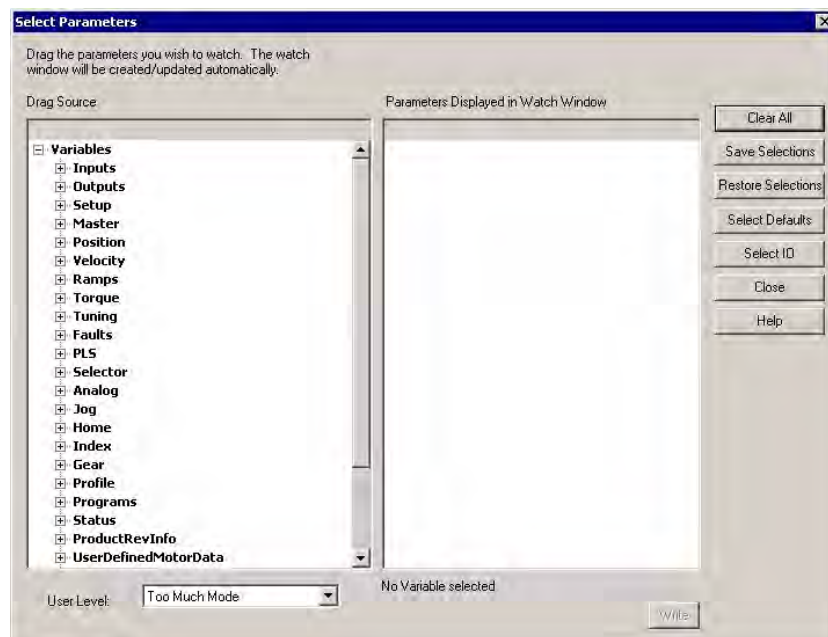 Select Parameters
Drag the parameters you wish to watch. The watch
window will be created/updated automatically.
Drag Source
Parameters Displayed in Watch Window
Variables
Inputs
Outputs
Setup
Master
Position
Velocity
Ramps
Torque
Tuning
Faults
PLS
Selector
Analog
Jog
Home
Index
Gear
Profile
Programs
Status
ProductRevInfo
UserDefinedMotorData
Clear All
Save Selections
Restore Selections
Select Defaults
Select ID
Close
Help
User Level:
Too Much Mode
No Variable selected
Write